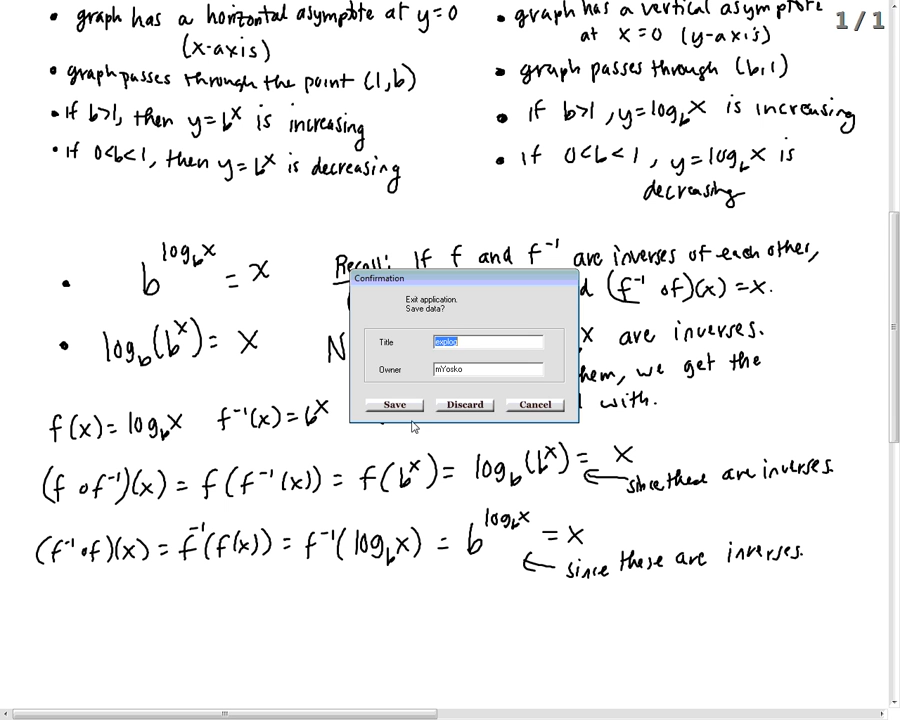 • graph has a horizontal asymptote at y=0
(x-axis)
• graph passes through the point (1,b)
• if b>1, then y=b^x is increasing
• if 0<b<1, then y=b^x is decreasing
• graph has a vertical asymptote
at x=0 (y-axis)
1/1
• graph passes through (b,1)
• if b>1, y=log_b x is increasing
• if 0<b<1, y=log_b x is
decreasing
• b^(log_b x) = x
• log_b(b^x) = x
Recall: If f and f^-1 are inverses of each other,
(f^-1 of)(x) = x.
N
x are inverses.
we get the
with.
Confirmation
Exit application.
Save data?
Title explog
Owner mYosko
Save Discard Cancel
f(x) = log_b x f^-1(x) = b^x
(f of^-1)(x) = f(f^-1(x)) = f(b^x) = log_b(b^x) = x
since these are inverses.
(f^-1 of)(x) = f^-1(f(x)) = f^-1(log_b x) = b^(log_b x) = x
since these are inverses.